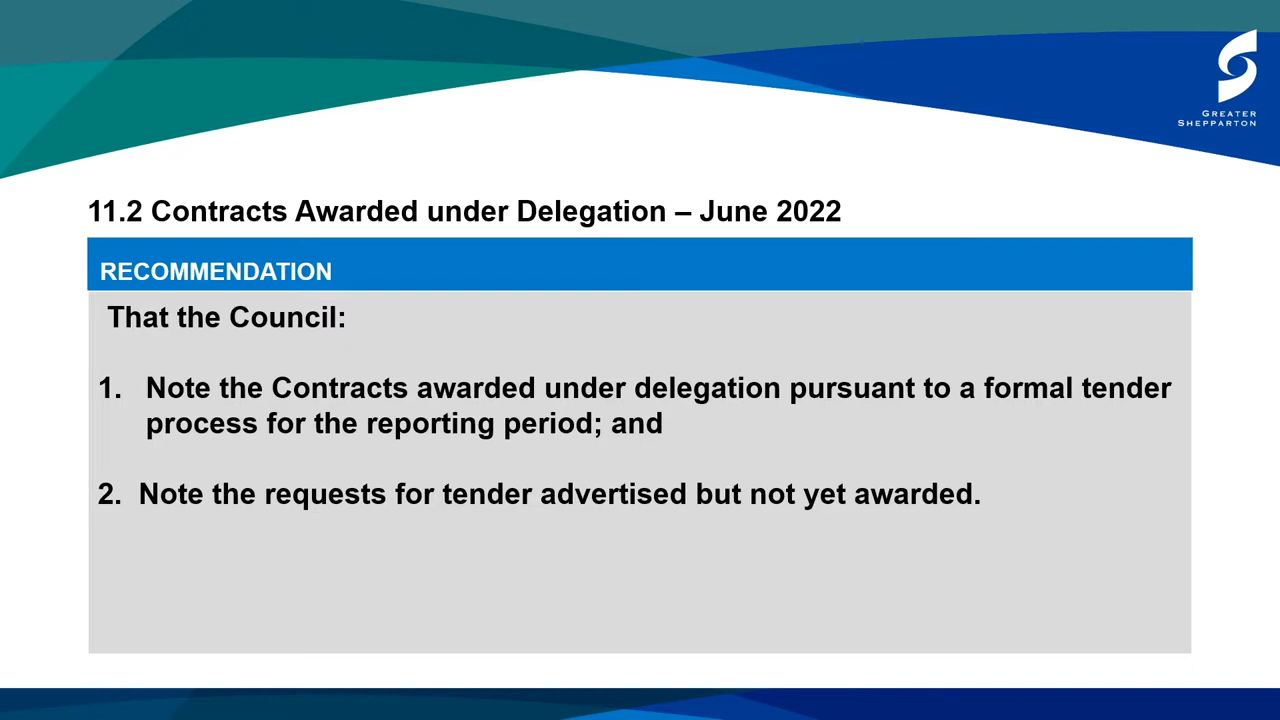 GREATER
SHEPPARTON
11.2 Contracts Awarded under Delegation – June 2022
RECOMMENDATION
That the Council:
1. Note the Contracts awarded under delegation pursuant to a formal tender
process for the reporting period; and
2. Note the requests for tender advertised but not yet awarded.